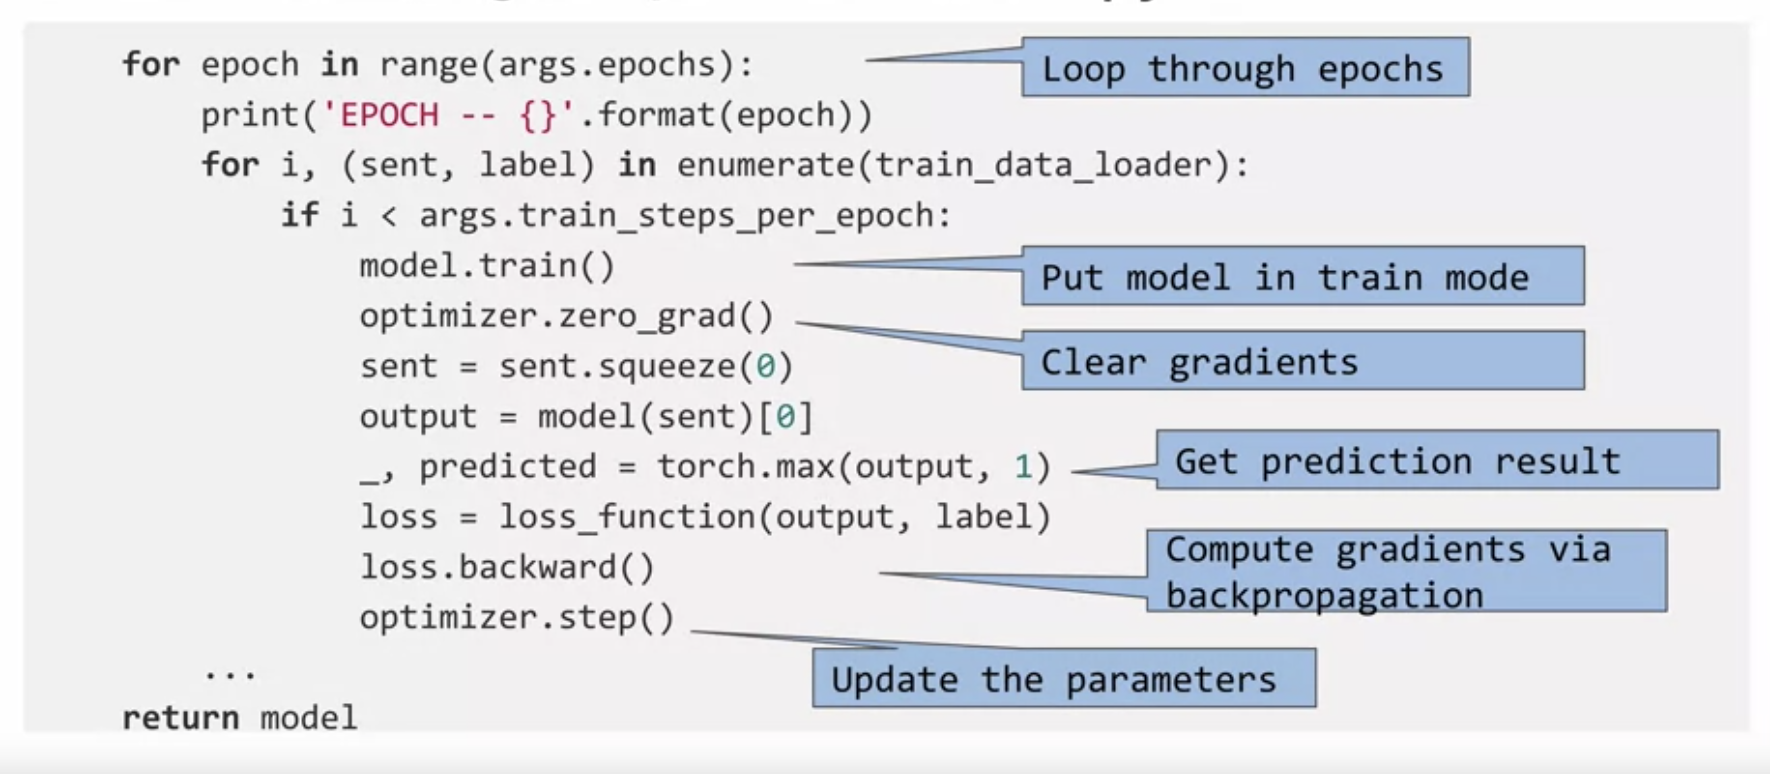 for epoch in range(args.epochs):
Loop through epochs
print('EPOCH -- {}'.format(epoch))
for i, (sent, label) in enumerate(train_data_loader):
if i < args.train_steps_per_epoch:
model.train()
Put model in train mode
optimizer.zero_grad()
Clear gradients
sent = sent.squeeze(0)
output = model(sent)[0]
_, predicted = torch.max(output, 1)
Get prediction result
loss = loss_function(output, label)
loss.backward()
Compute gradients via
backpropagation
optimizer.step()
Update the parameters
...
return model